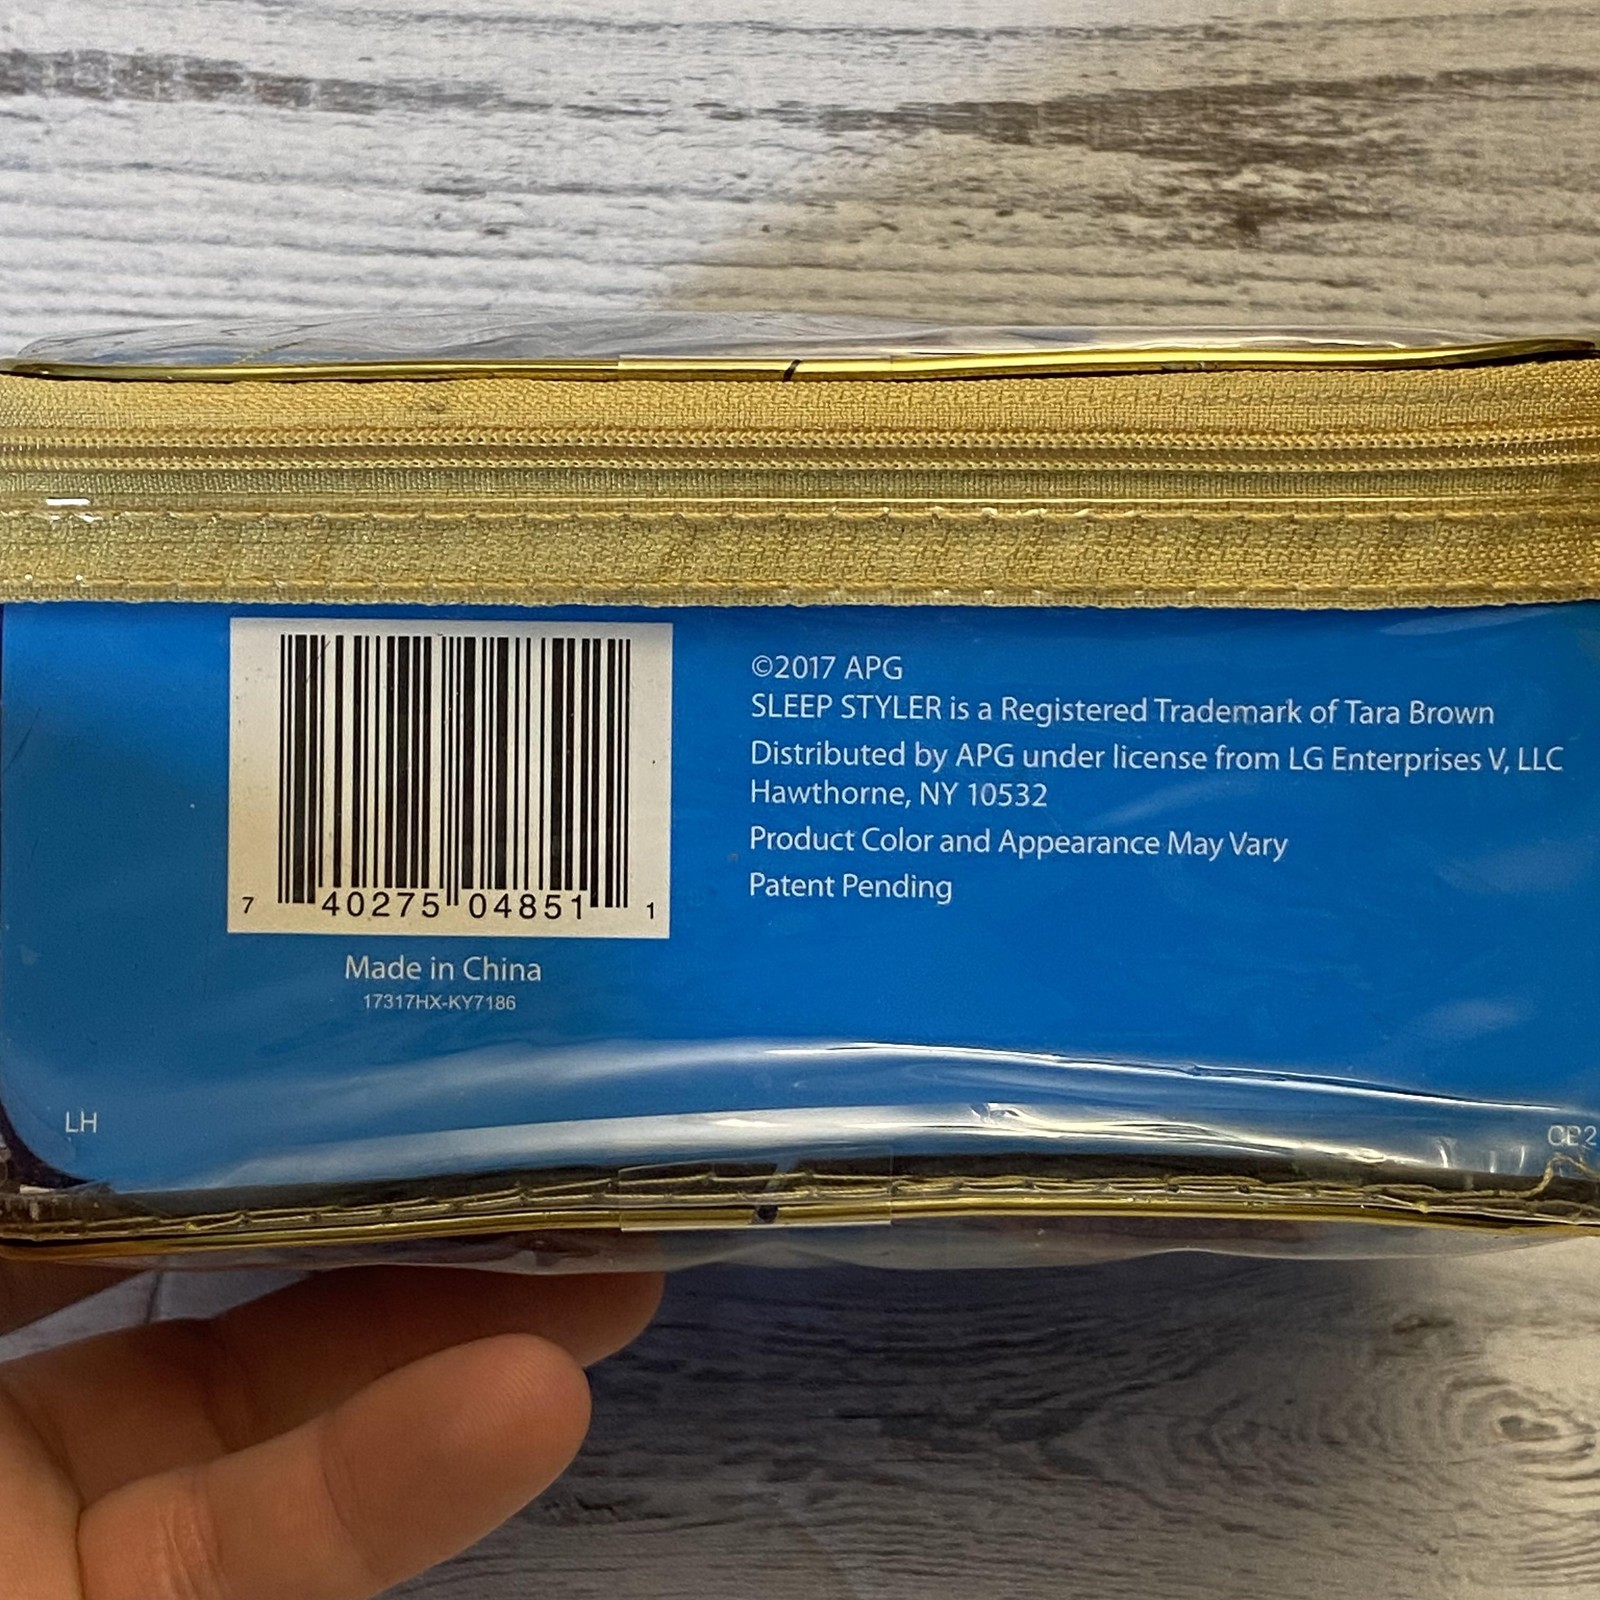 7 40275 04851 1
Made in China
17317HX-KY7186
©2017 APG
SLEEP STYLER is a Registered Trademark of Tara Brown
Distributed by APG under license from LG Enterprises V, LLC
Hawthorne, NY 10532
Product Color and Appearance May Vary
Patent Pending
LH